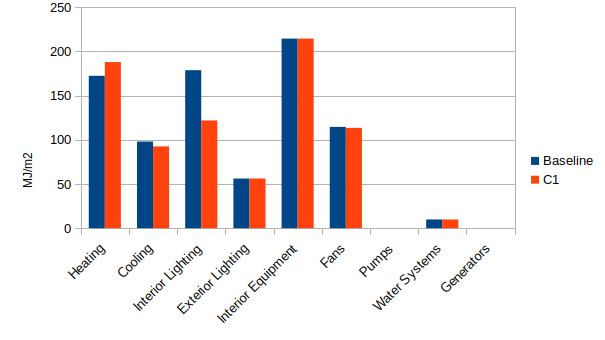 250
200
150
100
50
0
MJ/m2
Heating
Cooling
Interior Lighting
Exterior Lighting
Interior Equipment
Fans
Pumps
Water Systems
Generators
Baseline
C1